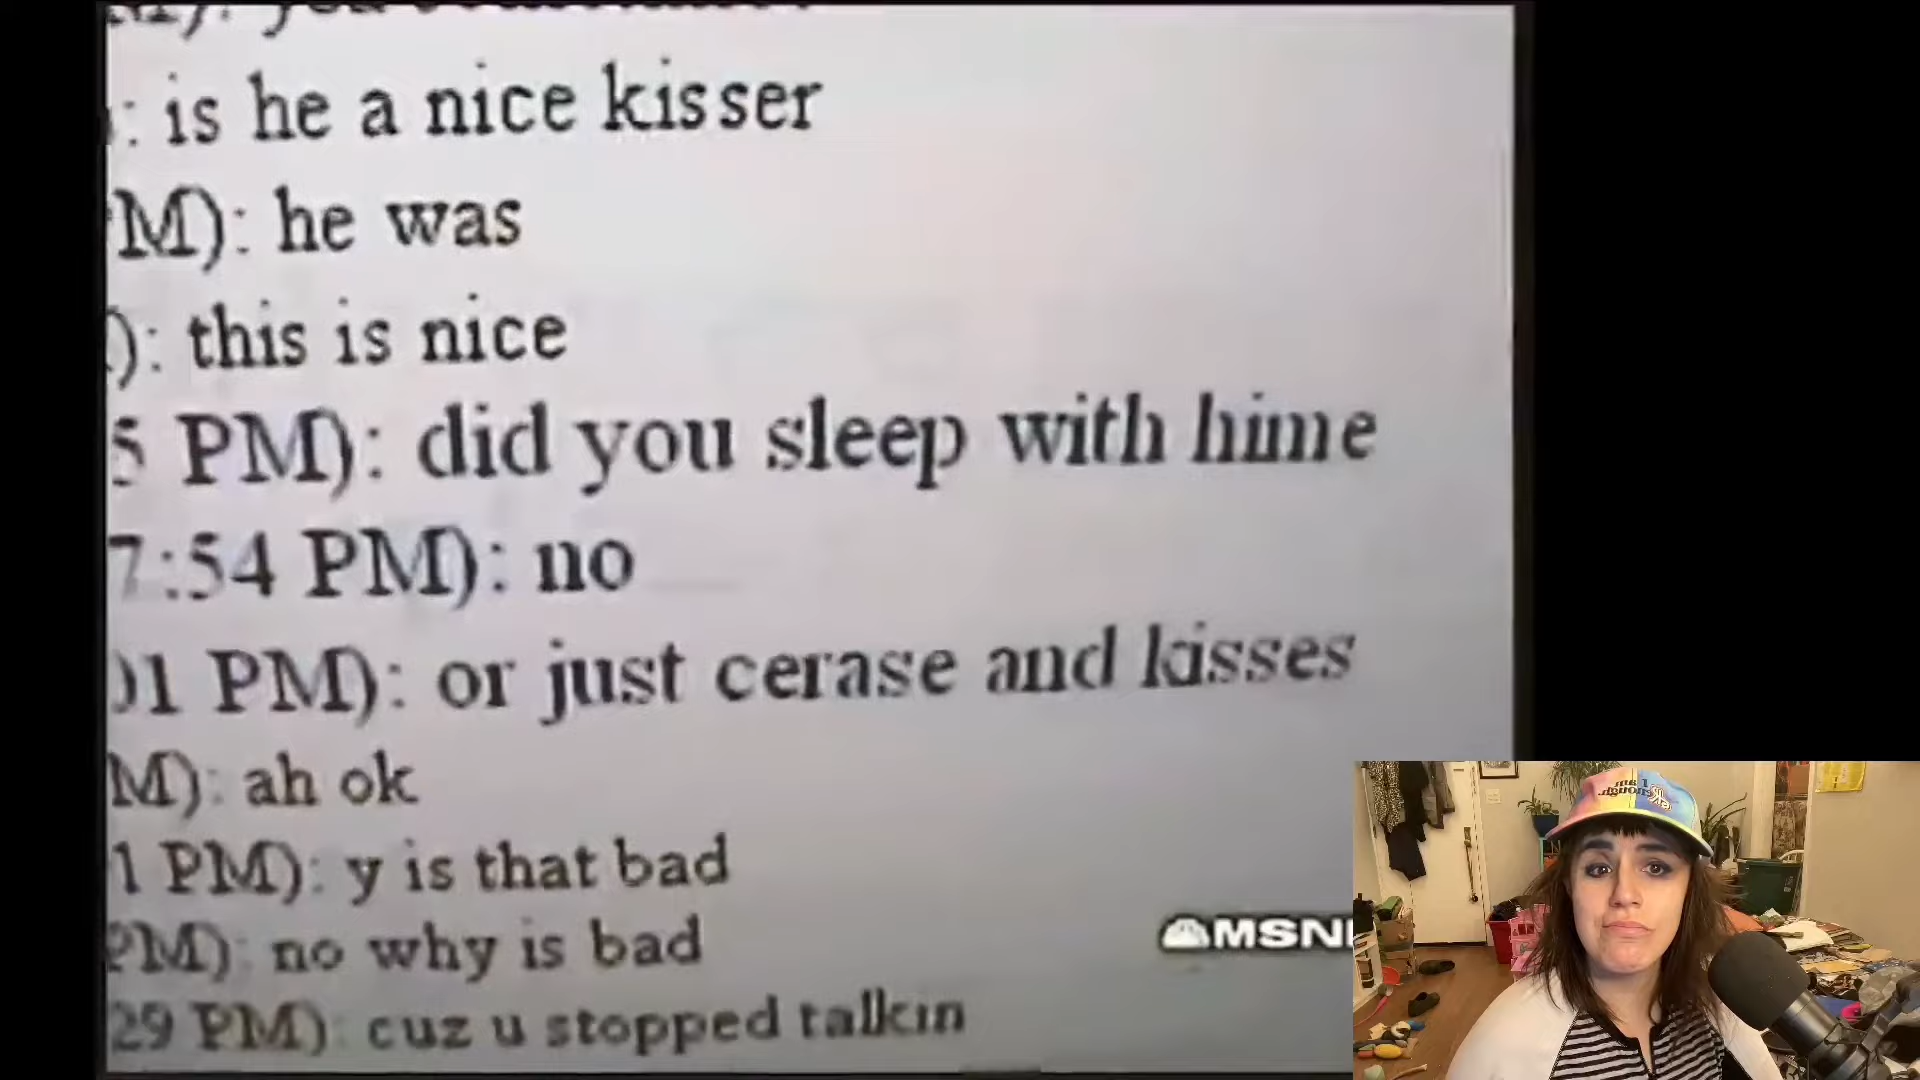 : is he a nice kisser
M): he was
): this is nice
5 PM): did you sleep with hime
7:54 PM): no
01 PM): or just cerase and kisses
M): ah ok
1 PM): y is that bad
PM): no why is bad
MSN
29 PM): cuz u stopped talkin
I am
Kenough.